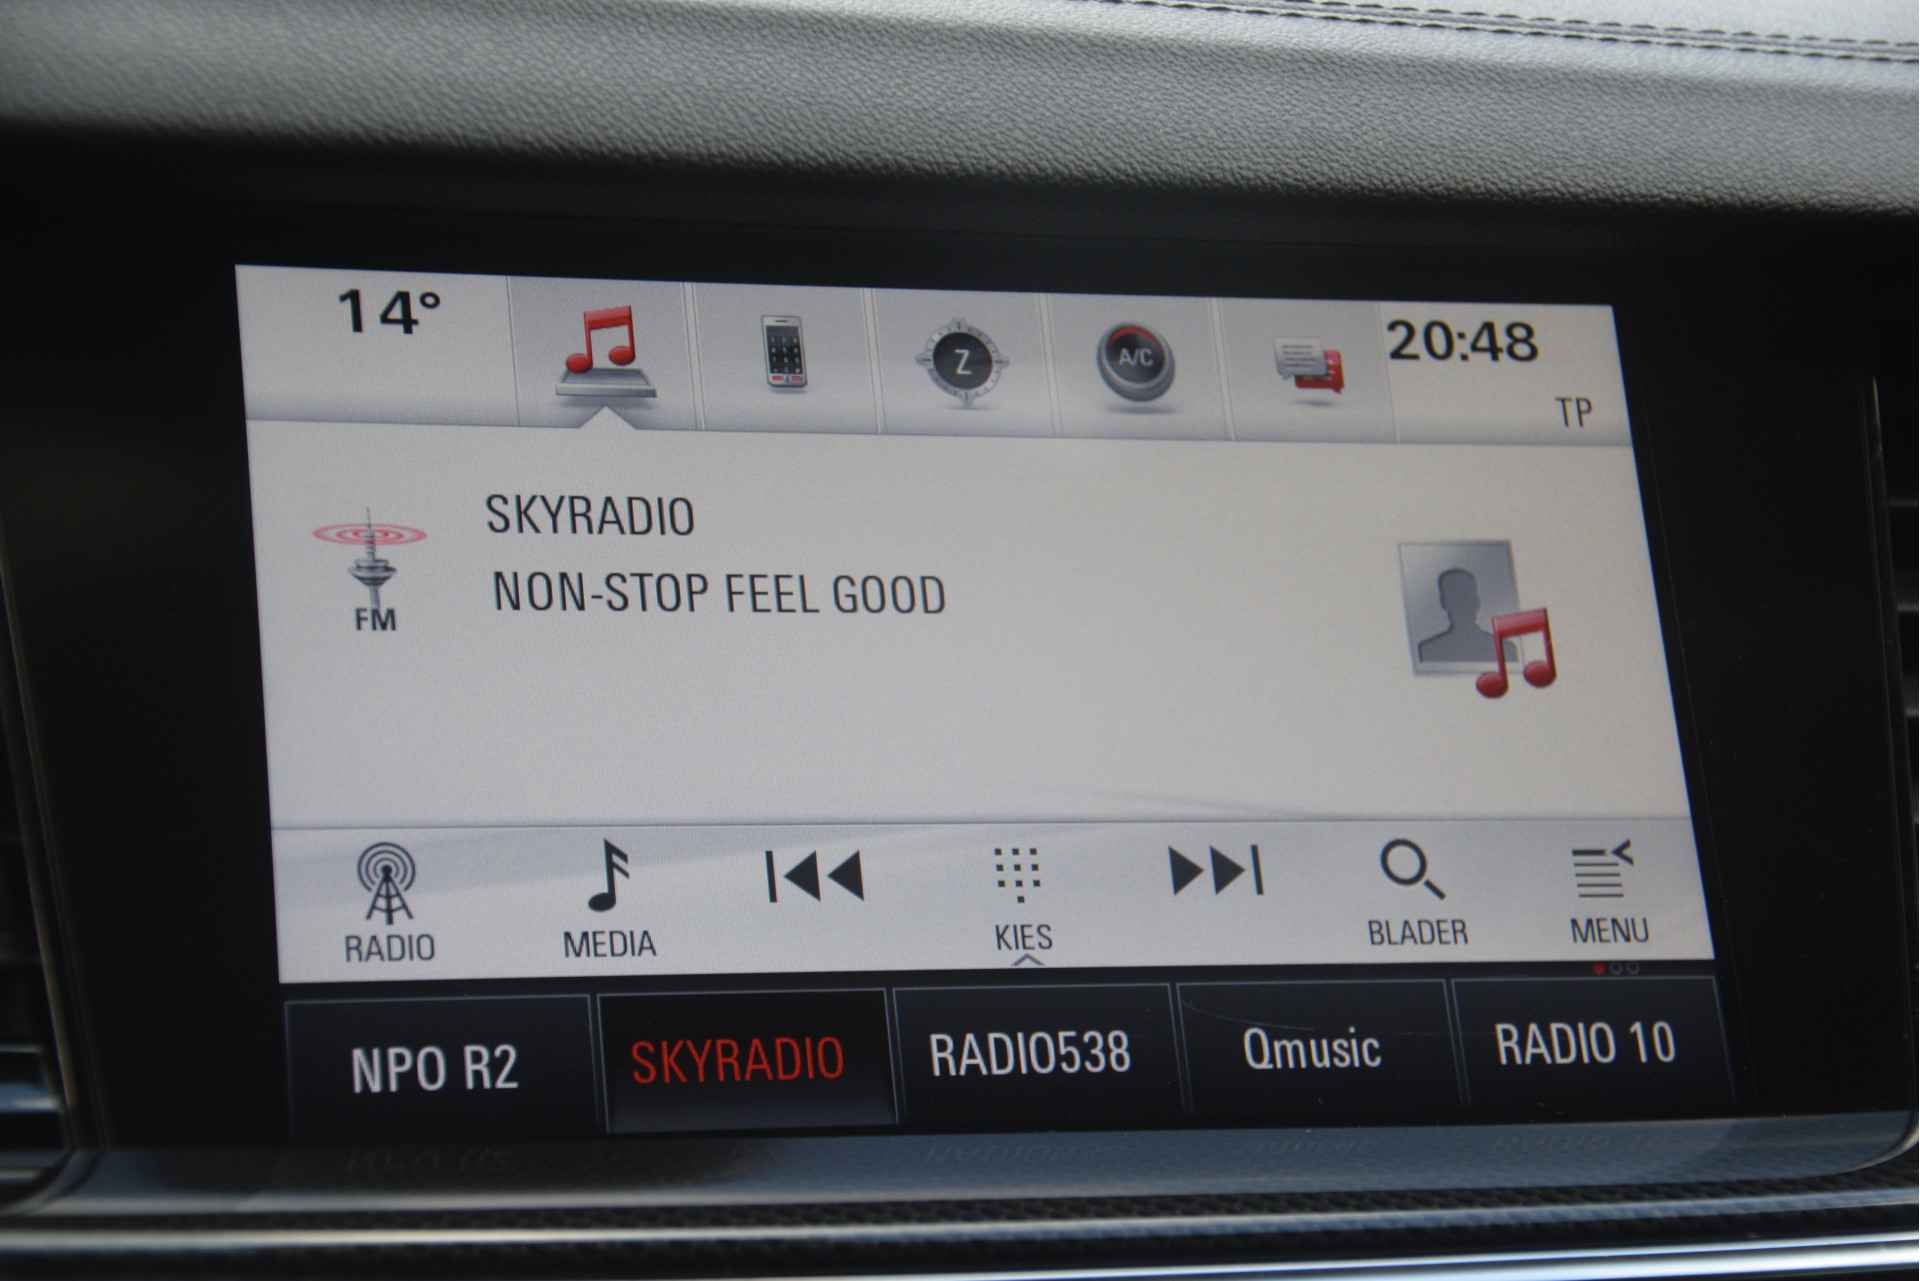 14°
Z
A/C
20:48
TP
SKYRADIO
NON-STOP FEEL GOOD
FM
RADIO
MEDIA
KIES
BLADER
MENU
NPO R2
SKYRADIO
RADIO538
Qmusic
RADIO 10